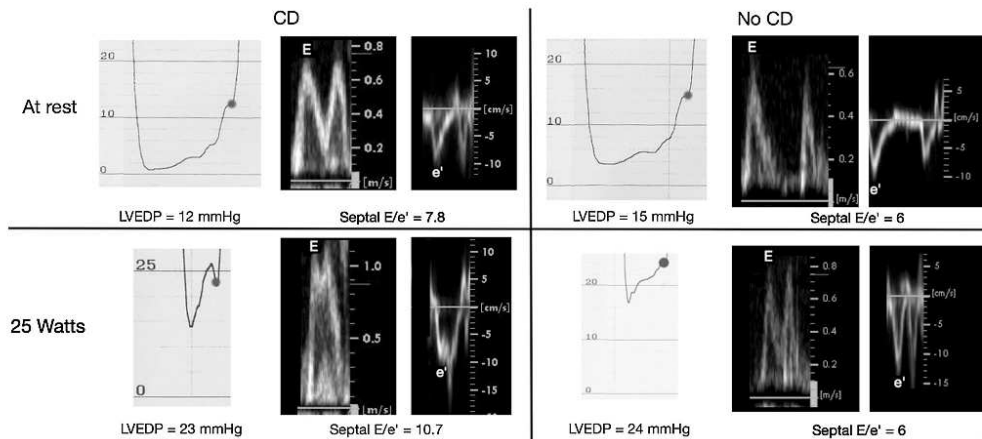 CD
No CD
At rest
20
10
0
E
0.8
0.6
0.4
0.2
[m/s]
10
5
[cm/s]
-5
-10
e'
LVEDP = 12 mmHg
Septal E/e' = 7.8
20
10
0
E
0.6
0.4
0.2
[m/s]
5
[cm/s]
-5
-10
e'
LVEDP = 15 mmHg
Septal E/e' = 6
25 Watts
25
0
E
1.0
0.5
[m/s]
10
5
[cm/s]
-5
-10
-15
e'
LVEDP = 23 mmHg
Septal E/e' = 10.7
20
10
0
E
0.8
0.6
0.4
0.2
[m/s]
5
[cm/s]
-5
-10
-15
e'
LVEDP = 24 mmHg
Septal E/e' = 6